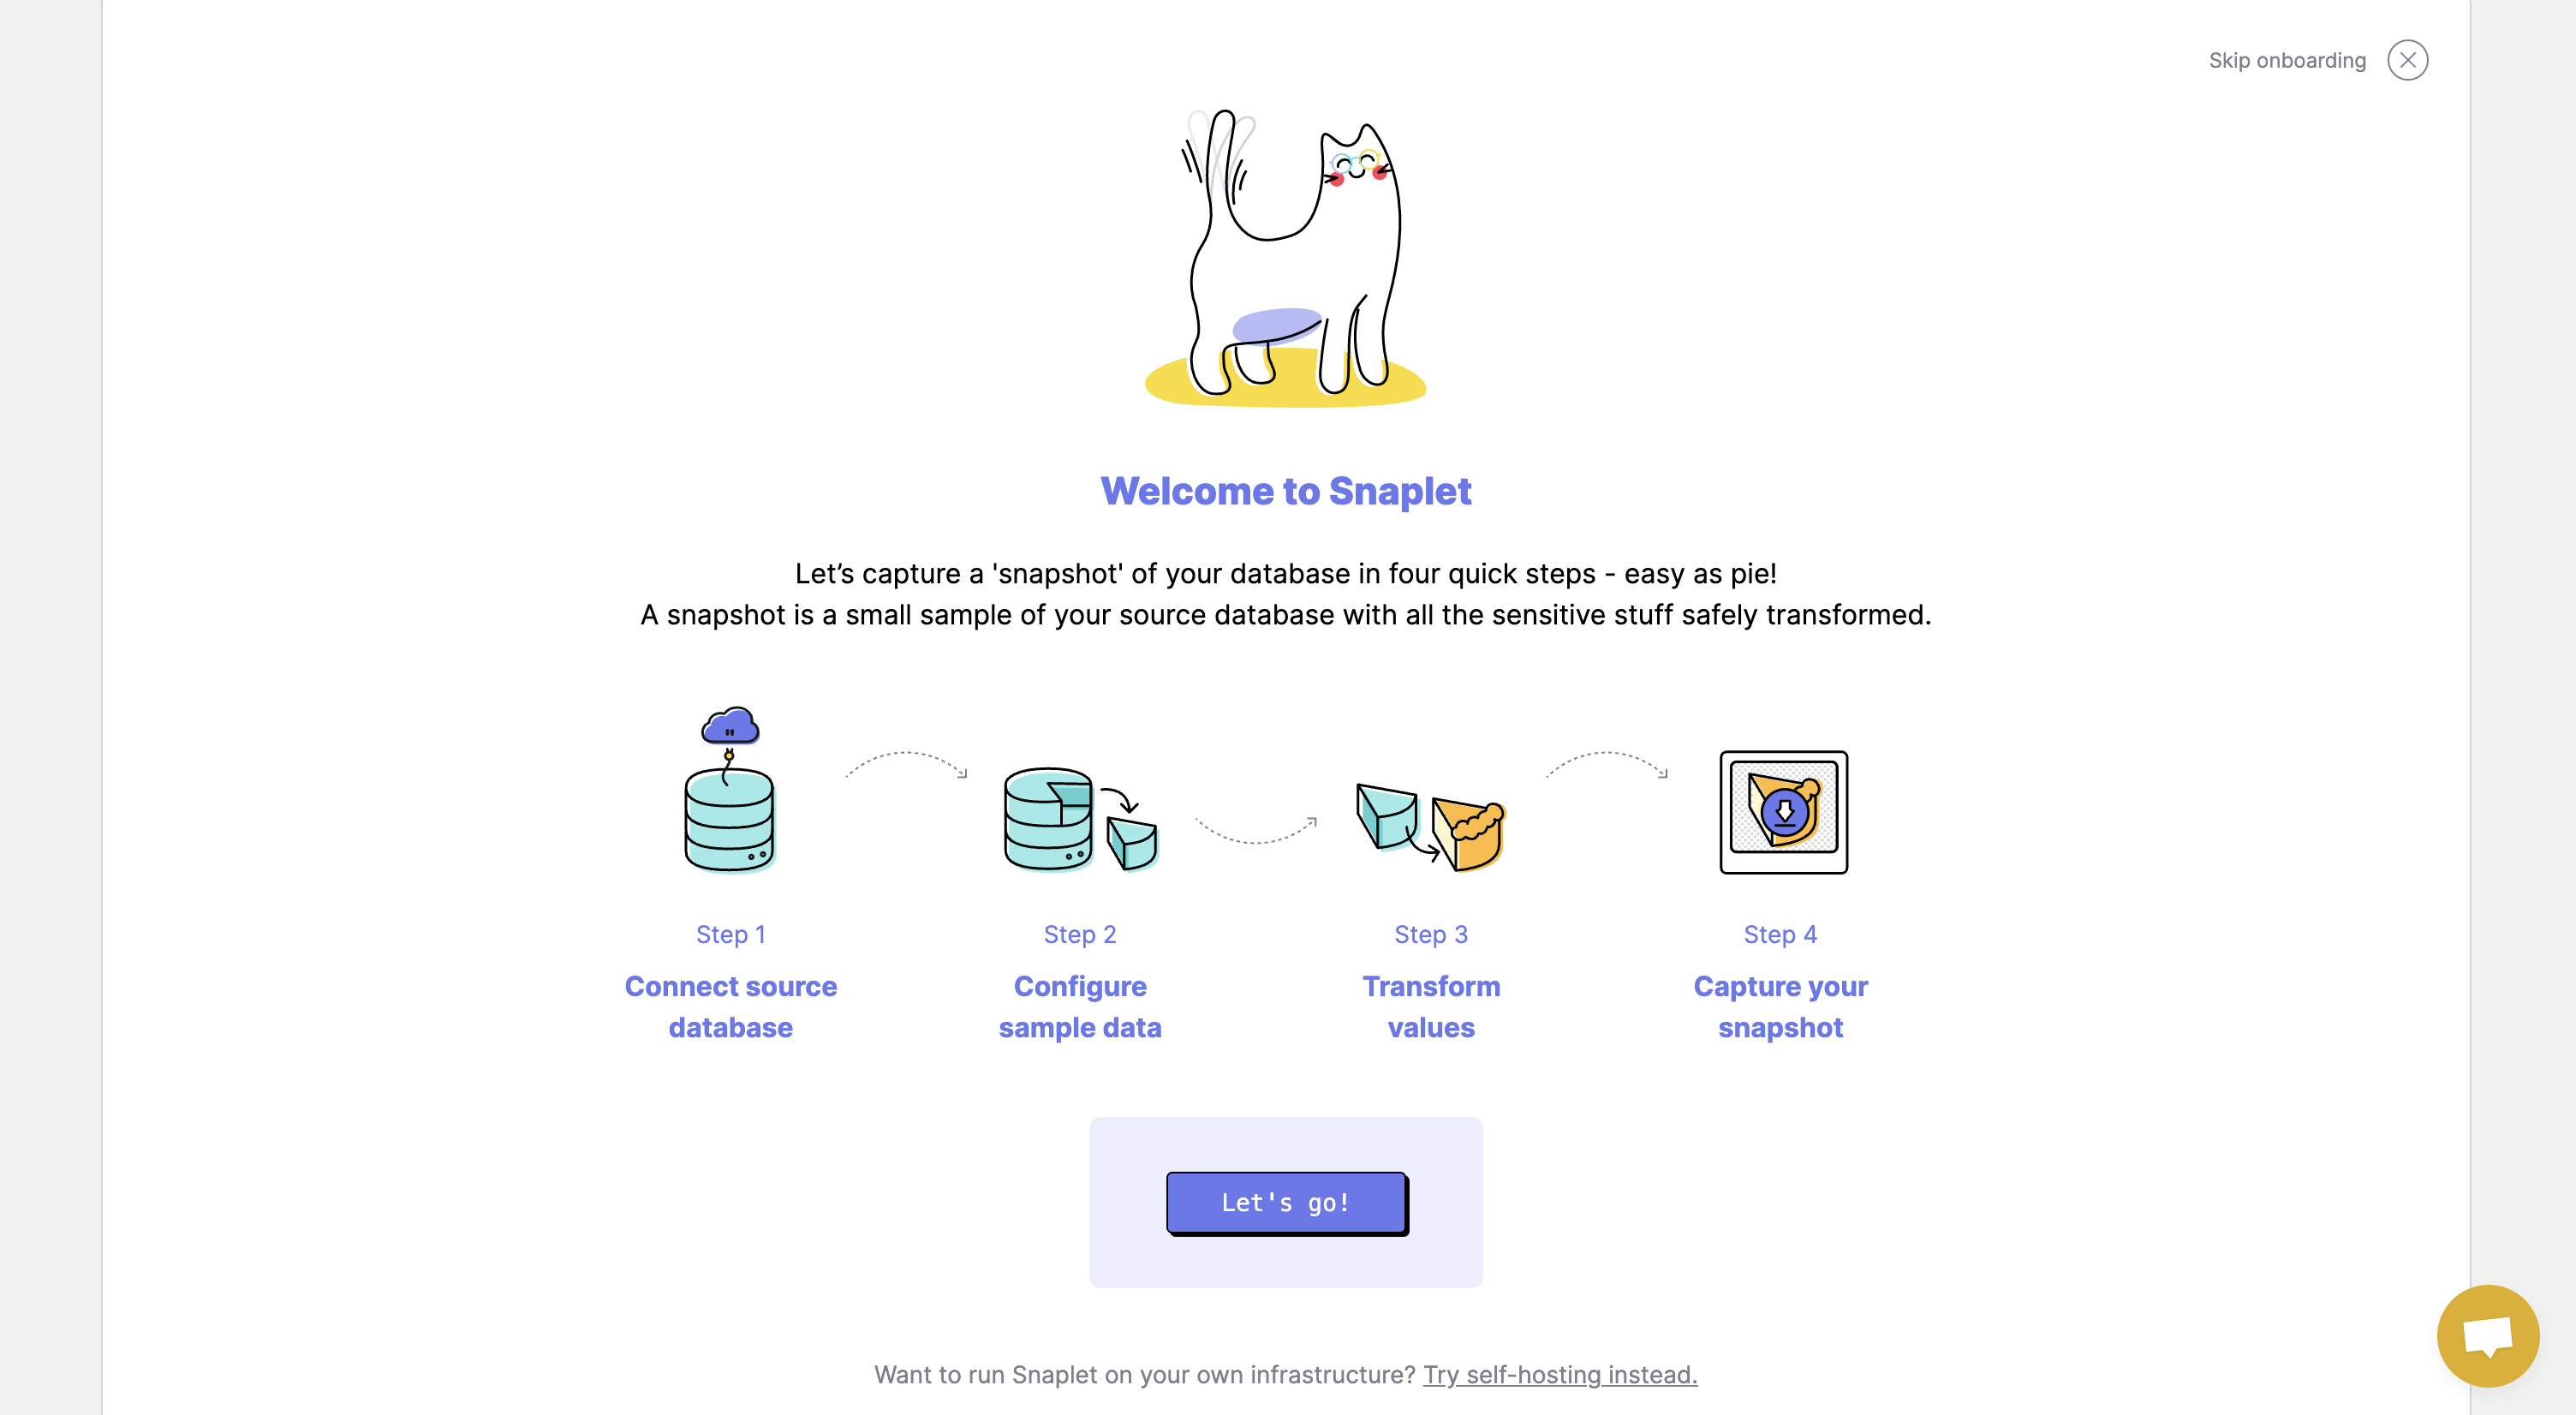 Skip onboarding
Welcome to Snaplet
Let’s capture a 'snapshot' of your database in four quick steps - easy as pie!
A snapshot is a small sample of your source database with all the sensitive stuff safely transformed.
Step 1
Connect source
database
Step 2
Configure
sample data
Step 3
Transform
values
Step 4
Capture your
snapshot
Let's go!
Want to run Snaplet on your own infrastructure? Try self-hosting instead.